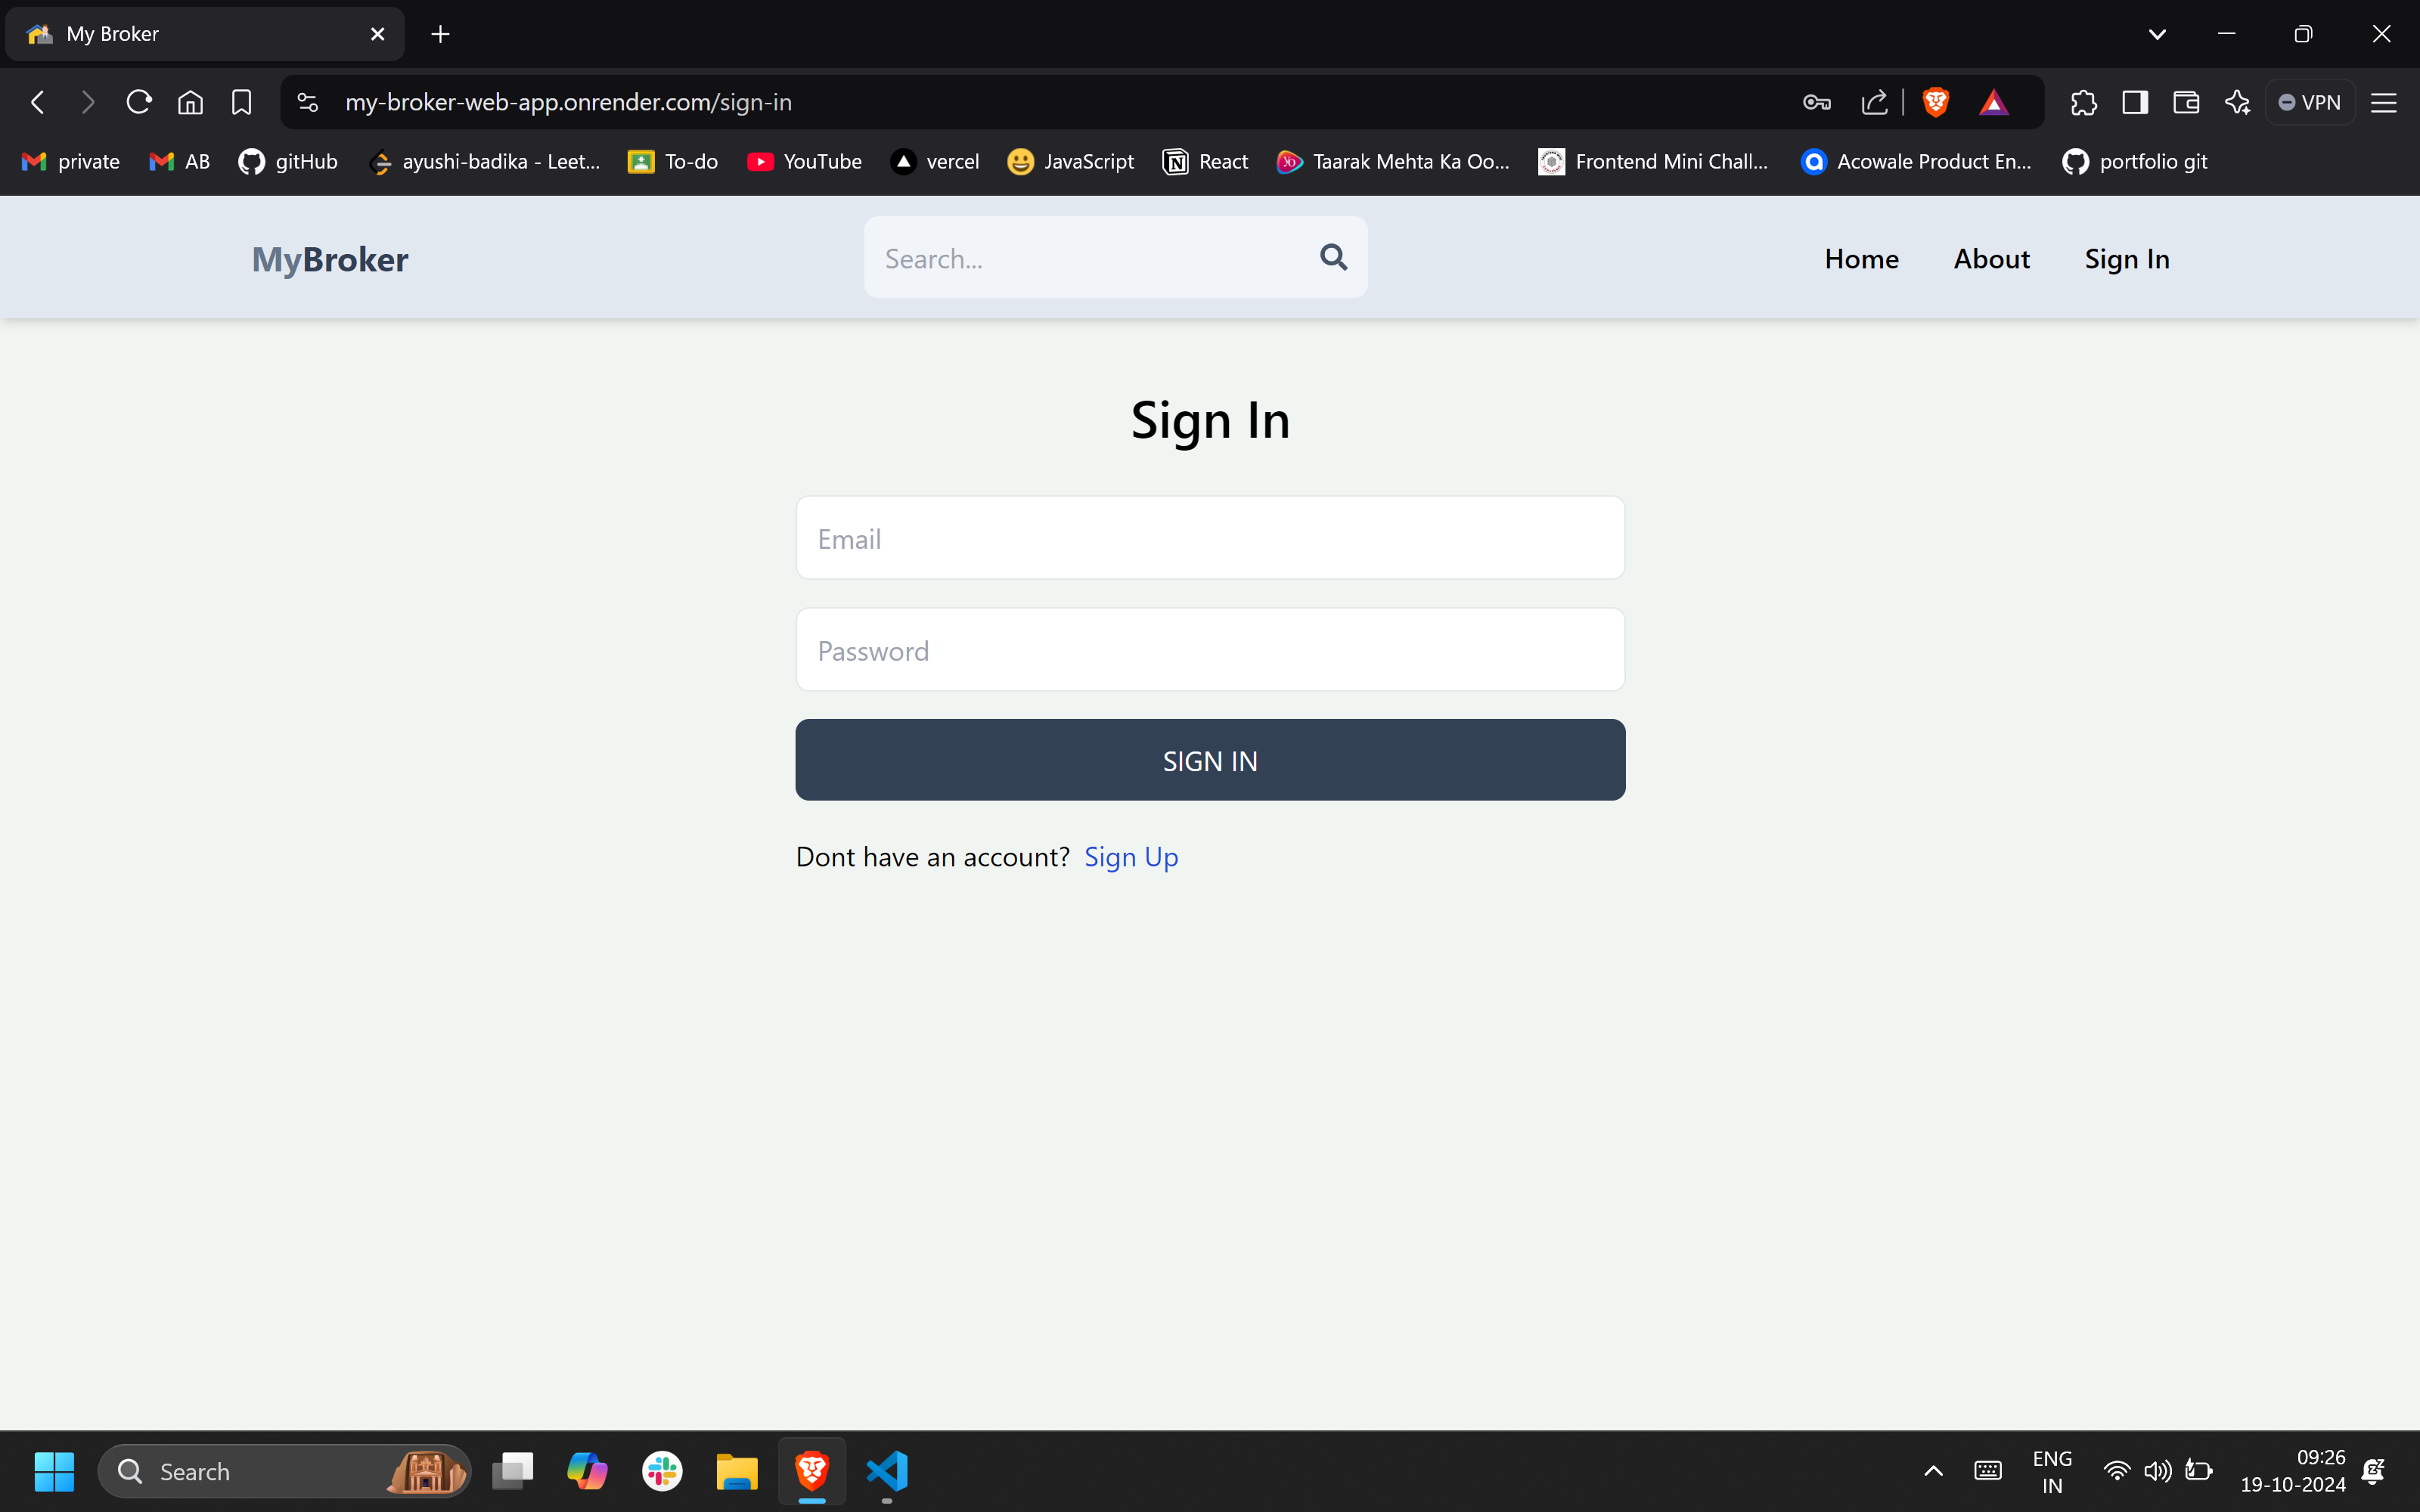 My Broker
my-broker-web-app.onrender.com/sign-in
VPN
private AB gitHub ayushi-badika - Leet... To-do YouTube vercel JavaScript React Taarak Mehta Ka Oo... Frontend Mini Chall... Acowale Product En... portfolio git
MyBroker Search... Home About Sign In
Sign In
Email
Password
SIGN IN
Dont have an account? Sign Up
Search
ENG
IN
09:26
19-10-2024